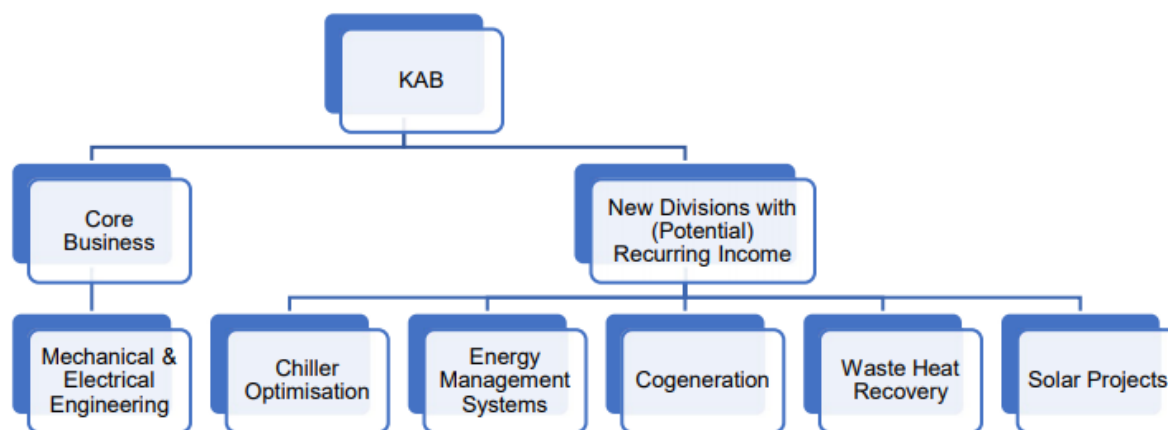 KAB
Core
Business
New Divisions with
(Potential)
Recurring Income
Mechanical &
Electrical
Engineering
Chiller
Optimisation
Energy
Management
Systems
Cogeneration
Waste Heat
Recovery
Solar Projects